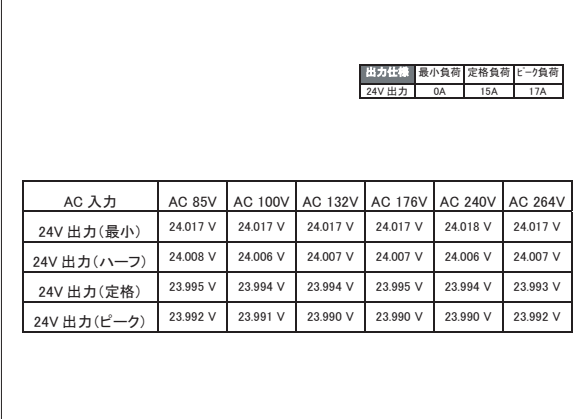 出力仕様 最小負荷 定格負荷 ピーク負荷
24V 出力 0A 15A 17A
AC 入力 AC 85V AC 100V AC 132V AC 176V AC 240V AC 264V
24V 出力(最小) 24.017 V 24.017 V 24.017 V 24.017 V 24.018 V 24.017 V
24V 出力(ハーフ) 24.008 V 24.006 V 24.007 V 24.007 V 24.006 V 24.007 V
24V 出力(定格) 23.995 V 23.994 V 23.994 V 23.995 V 23.994 V 23.993 V
24V 出力(ピーク) 23.992 V 23.991 V 23.990 V 23.990 V 23.990 V 23.992 V